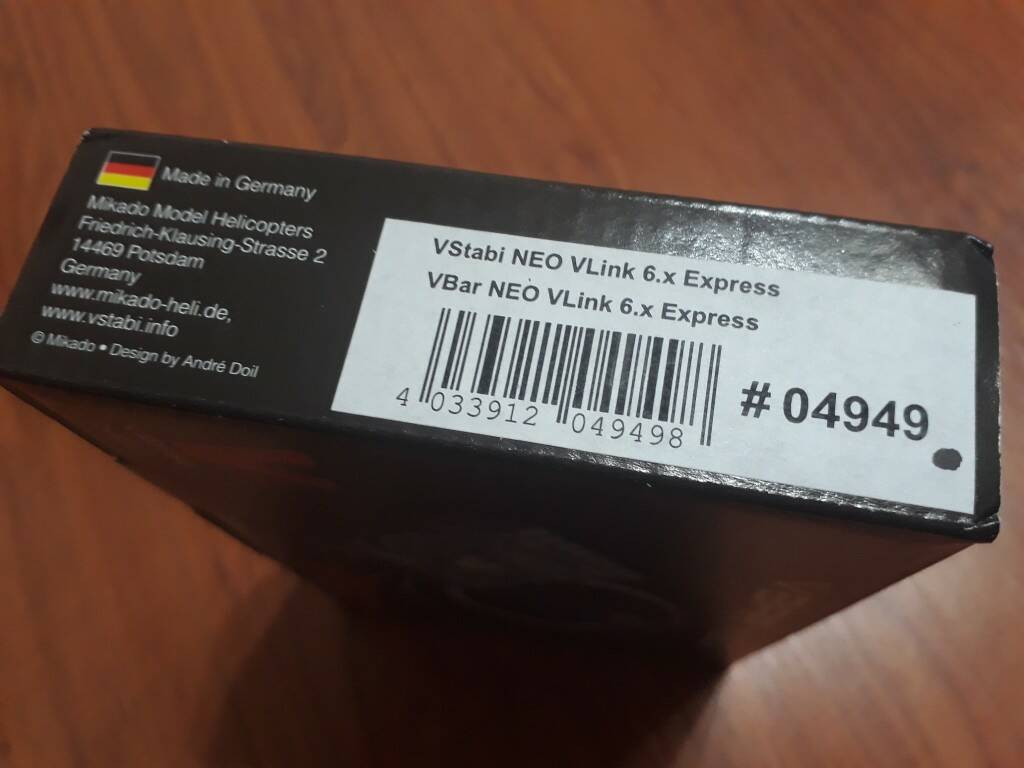 Made in Germany
Mikado Model Helicopters
Friedrich-Klausing-Strasse 2
14469 Potsdam
Germany
www.mikado-heli.de,
www.vstabi.info
© Mikado • Design by André Doil
VStabi NEO VLink 6.x Express
VBar NEO VLink 6.x Express
4 033912 049498
# 04949